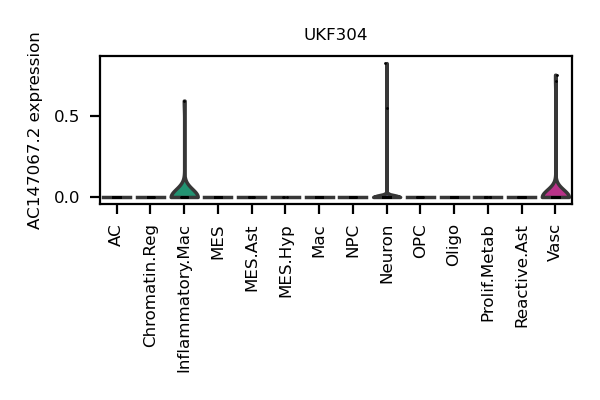 UKF304
AC147067.2 expression
0.5
0.0
AC
Chromatin.Reg
Inflammatory.Mac
MES
MES.Ast
MES.Hyp
Mac
NPC
Neuron
OPC
Oligo
Prolif.Metab
Reactive.Ast
Vasc